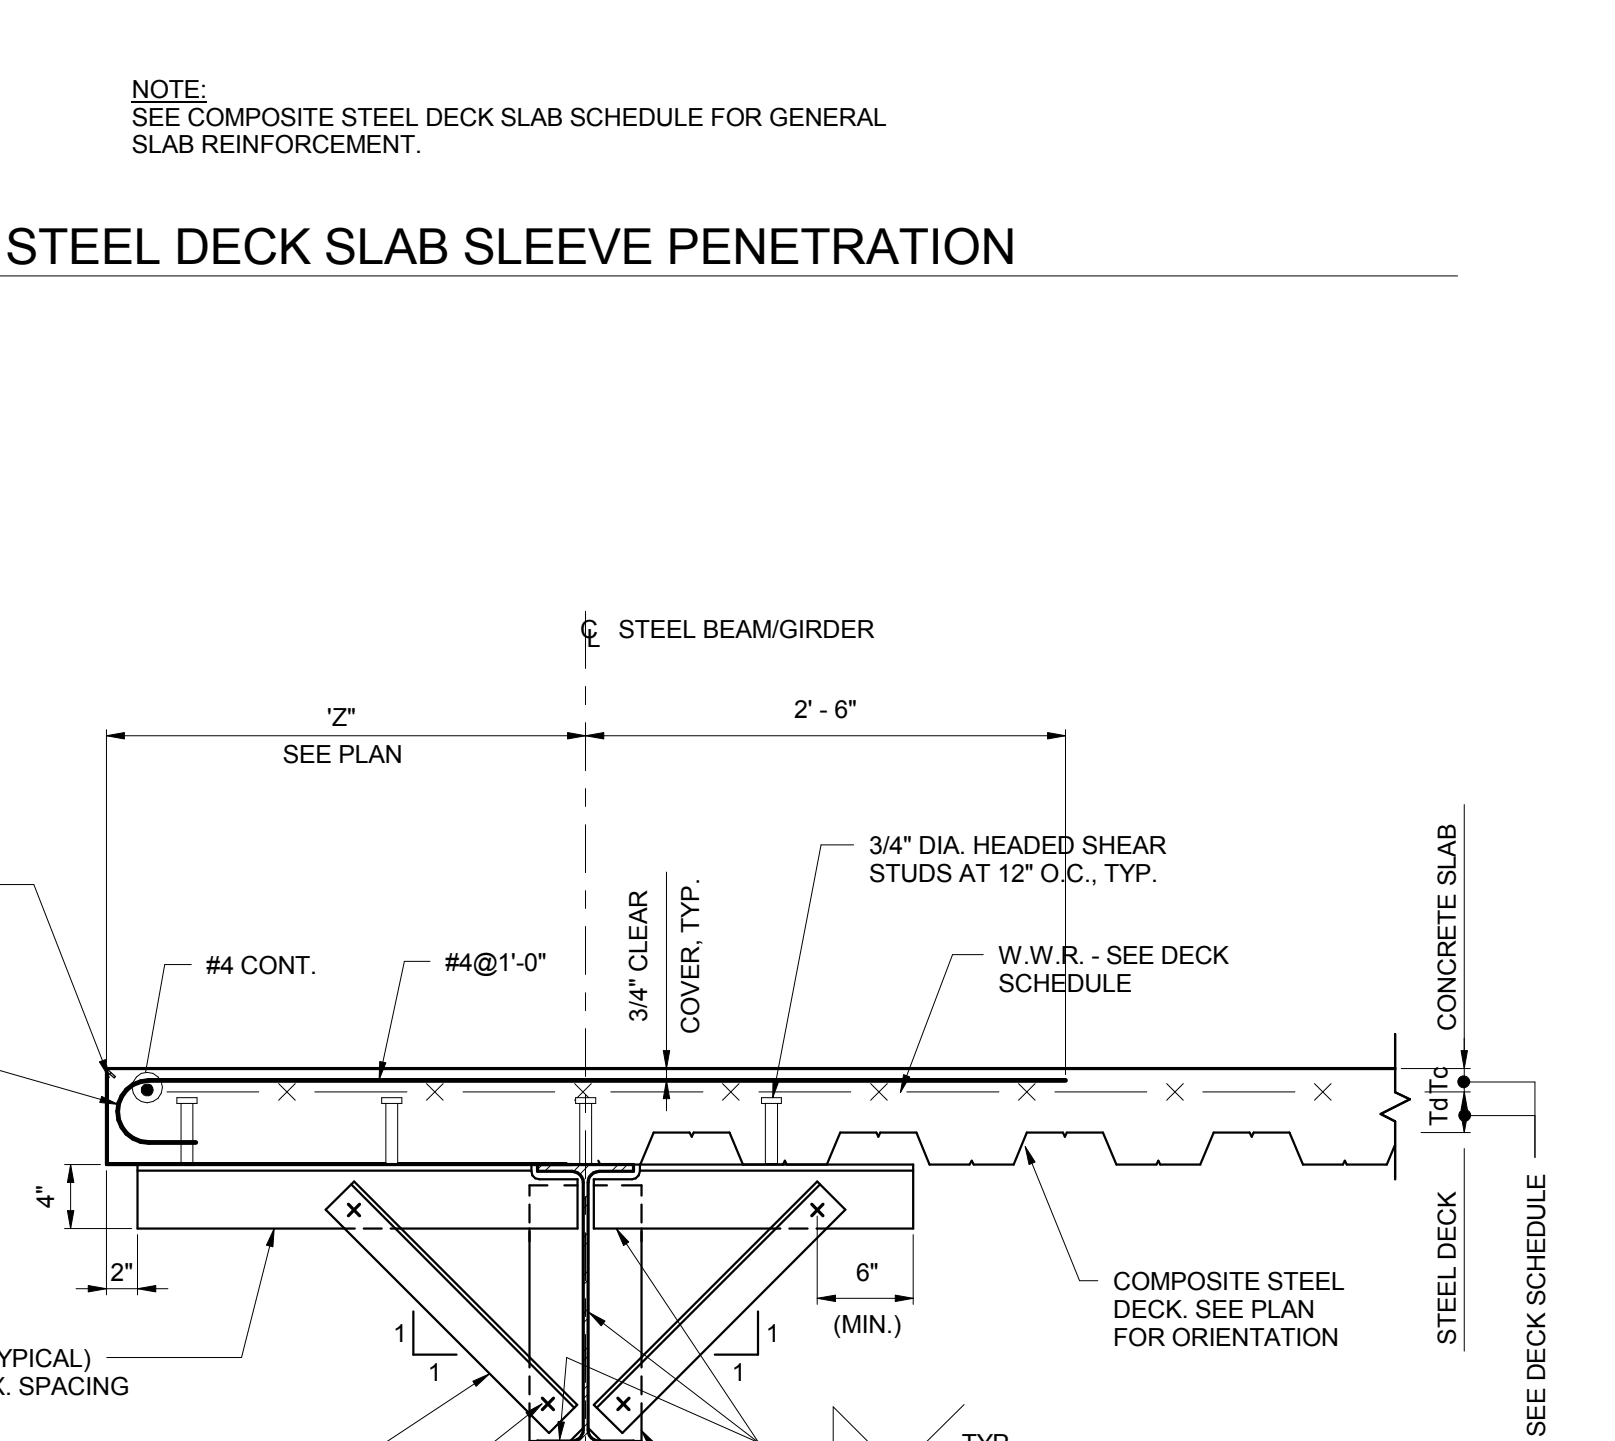 NOTE:
SEE COMPOSITE STEEL DECK SLAB SCHEDULE FOR GENERAL
SLAB REINFORCEMENT.
STEEL DECK SLAB SLEEVE PENETRATION
℄ STEEL BEAM/GIRDER
'Z"
SEE PLAN
2' - 6"
3/4" DIA. HEADED SHEAR
STUDS AT 12" O.C., TYP.
3/4" CLEAR
COVER, TYP.
#4 CONT.
#4@1'-0"
W.W.R. - SEE DECK
SCHEDULE
CONCRETE SLAB
Tc
Td
STEEL DECK
SEE DECK SCHEDULE
4"
2"
6"
(MIN.)
COMPOSITE STEEL
DECK. SEE PLAN
FOR ORIENTATION
1
1
1
1
YPICAL)
X. SPACING
TYP.